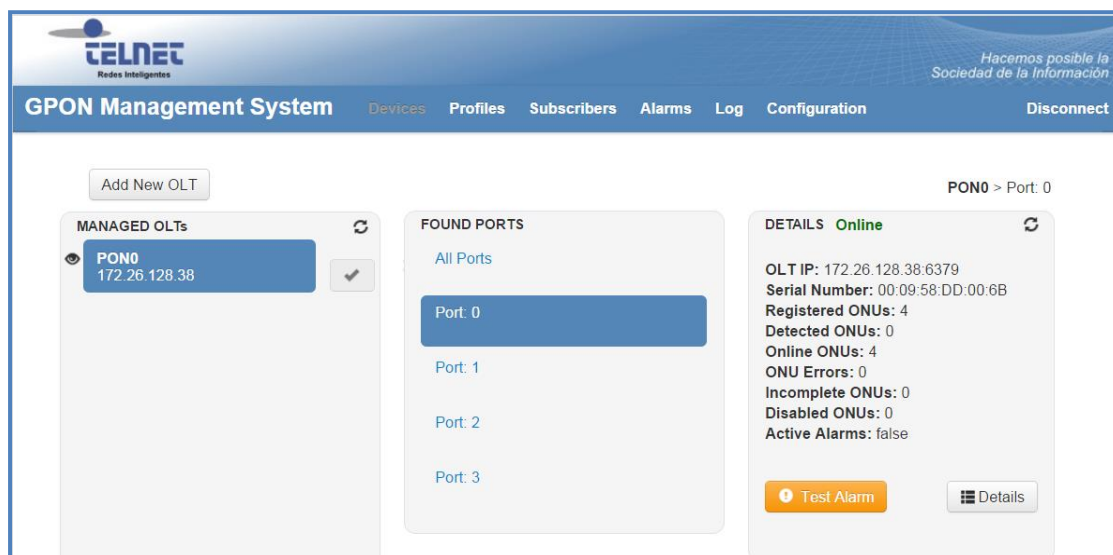 TELNET
Redes Inteligentes
Hacemos posible la
Sociedad de la Información
GPON Management System Devices Profiles Subscribers Alarms Log Configuration Disconnect
Add New OLT
PON0 > Port: 0
MANAGED OLTs
PON0
172.26.128.38
FOUND PORTS
All Ports
Port: 0
Port: 1
Port: 2
Port: 3
DETAILS Online
OLT IP: 172.26.128.38:6379
Serial Number: 00:09:58:DD:00:6B
Registered ONUs: 4
Detected ONUs: 0
Online ONUs: 4
ONU Errors: 0
Incomplete ONUs: 0
Disabled ONUs: 0
Active Alarms: false
Test Alarm
Details